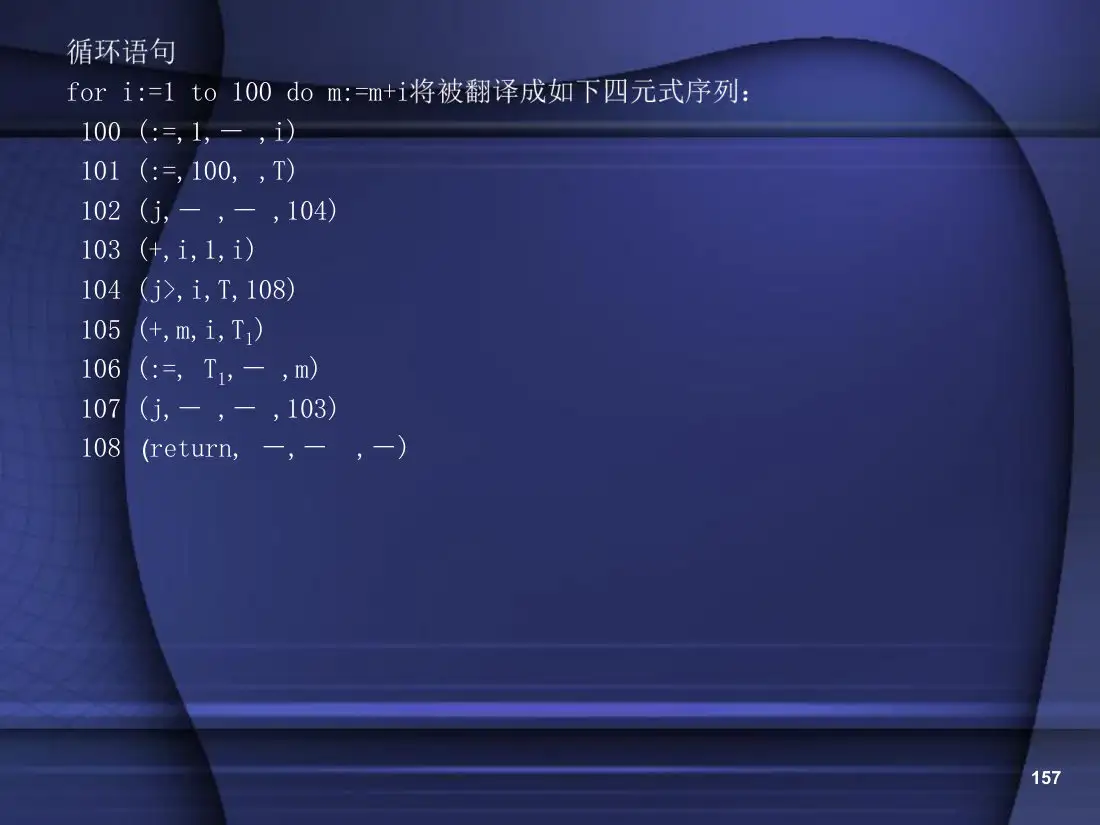 循环语句
for i:=1 to 100 do m:=m+i将被翻译成如下四元式序列：
100 (:=,1,－ ,i)
101 (:=,100, ,T)
102 (j,－ ,－ ,104)
103 (+,i,1,i)
104 (j>,i,T,108)
105 (+,m,i,T₁)
106 (:=, T₁,－ ,m)
107 (j,－ ,－ ,103)
108 (return, －,－ ,－)
157